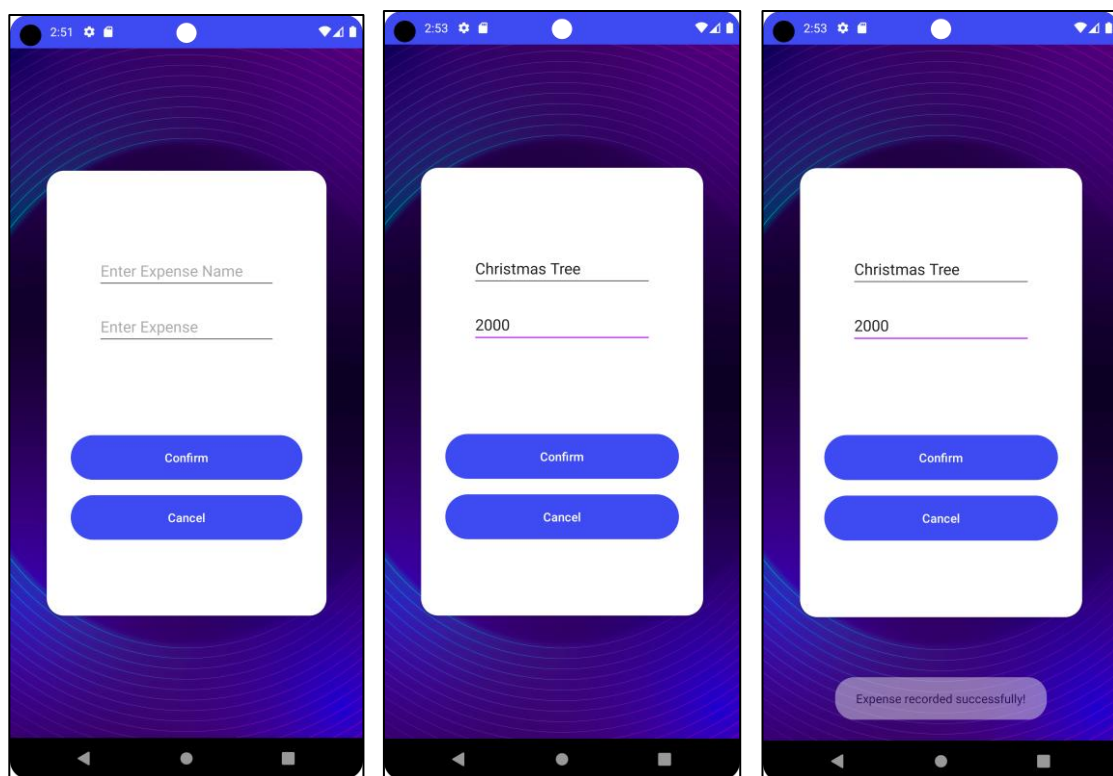 2:51
Enter Expense Name
Enter Expense
Confirm
Cancel
2:53
Christmas Tree
2000
Confirm
Cancel
2:53
Christmas Tree
2000
Confirm
Cancel
Expense recorded successfully!